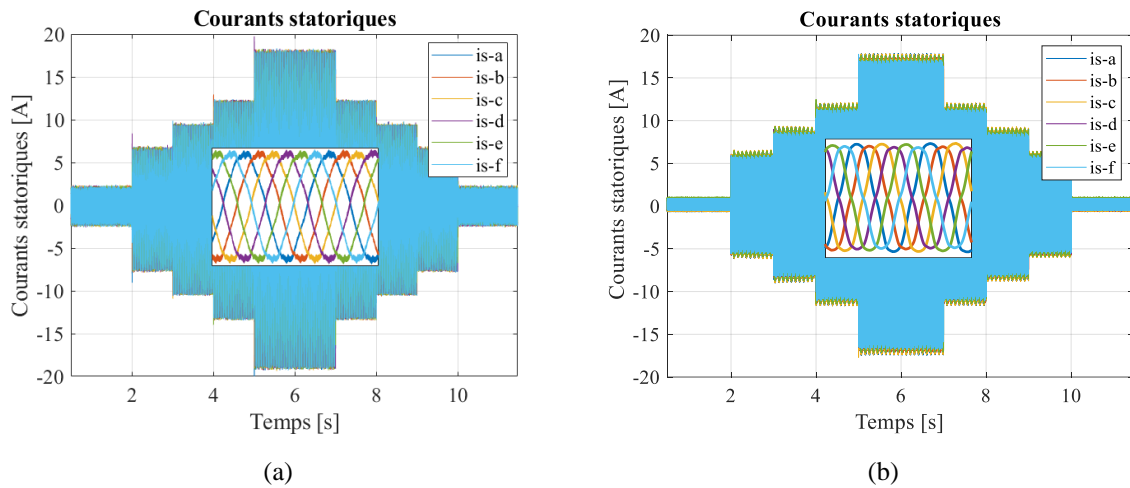 Courants statoriques
20
15
10
5
0
-5
-10
-15
-20
Courants statoriques [A]
is-a
is-b
is-c
is-d
is-e
is-f
2
4
6
8
10
Temps [s]
(a)
Courants statoriques
20
15
10
5
0
-5
-10
-15
-20
Courants statoriques [A]
is-a
is-b
is-c
is-d
is-e
is-f
2
4
6
8
10
Temps [s]
(b)